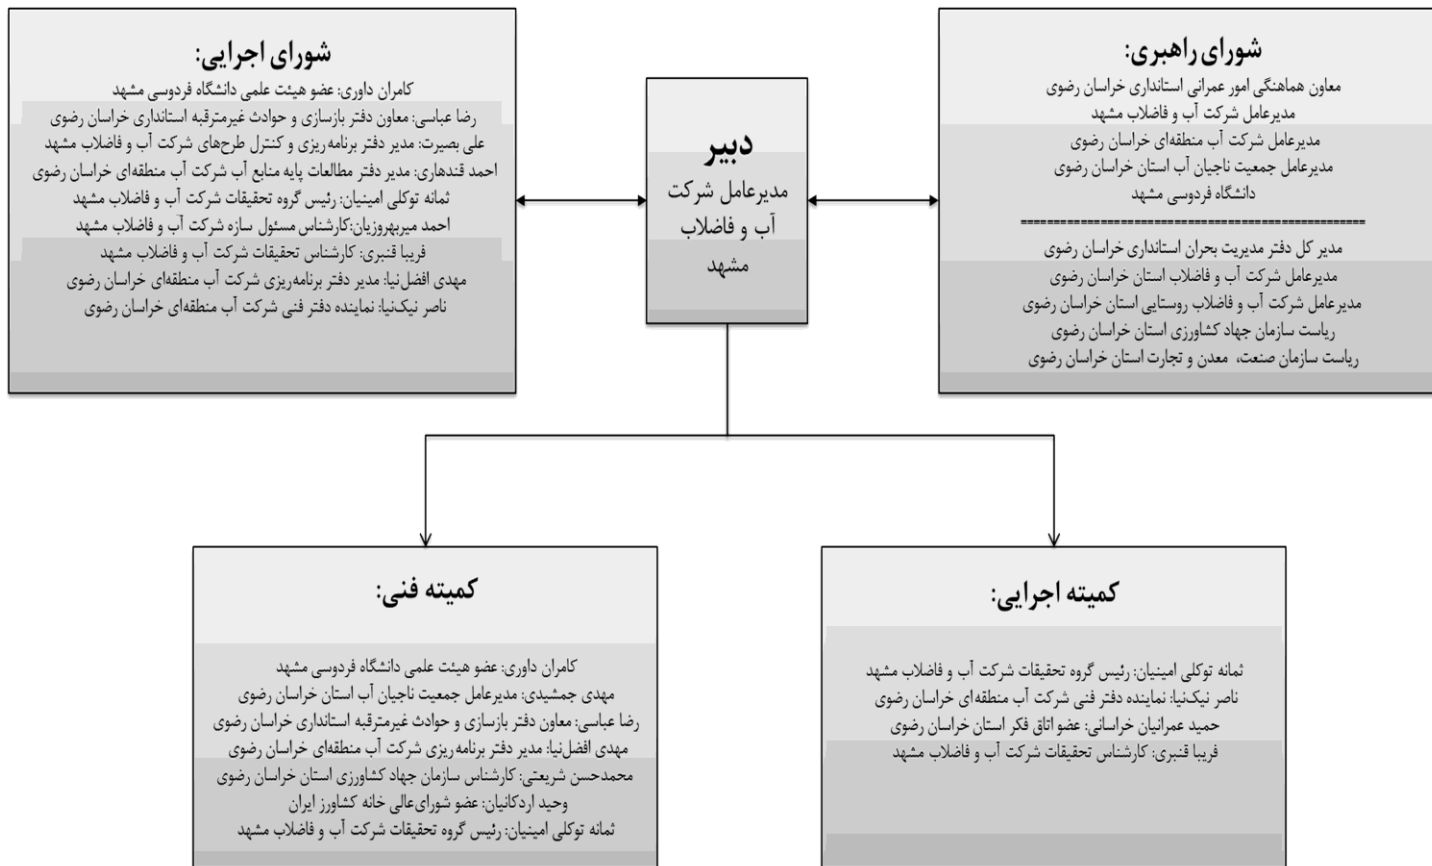 شورای راهبری:
معاون هماهنگی امور عمرانی استانداری خراسان رضوی
مدیرعامل شرکت آب و فاضلاب مشهد
مدیرعامل شرکت آب منطقه‌ای خراسان رضوی
مدیرعامل جمعیت ناجیان آب استان خراسان رضوی
دانشگاه فردوسی مشهد
==================================================
مدیر کل دفتر مدیریت بحران استانداری خراسان رضوی
مدیرعامل شرکت آب و فاضلاب استان خراسان رضوی
مدیرعامل شرکت آب و فاضلاب روستایی استان خراسان رضوی
ریاست سازمان جهاد کشاورزی استان خراسان رضوی
ریاست سازمان صنعت، معدن و تجارت استان خراسان رضوی
دبیر
مدیرعامل شرکت
آب و فاضلاب
مشهد
شورای اجرایی:
کامران داوری: عضو هیئت علمی دانشگاه فردوسی مشهد
رضا عباسی: معاون دفتر بازسازی و حوادث غیرمترقبه استانداری خراسان رضوی
علی بصیرت: مدیر دفتر برنامه‌ریزی و کنترل طرح‌های شرکت آب و فاضلاب مشهد
احمد قندهاری: مدیر دفتر مطالعات پایه منابع آب شرکت آب منطقه‌ای خراسان رضوی
ثمانه توکلی امینیان: رئیس گروه تحقیقات شرکت آب و فاضلاب مشهد
احمد میربهروزیان:کارشناس مسئول سازه شرکت آب و فاضلاب مشهد
فریبا قنبری: کارشناس تحقیقات شرکت آب و فاضلاب مشهد
مهدی افضل‌نیا: مدیر دفتر برنامه‌ریزی شرکت آب منطقه‌ای خراسان رضوی
ناصر نیک‌نیا: نماینده دفتر فنی شرکت آب منطقه‌ای خراسان رضوی
کمیته اجرایی:
ثمانه توکلی امینیان: رئیس گروه تحقیقات شرکت آب و فاضلاب مشهد
ناصر نیک‌نیا: نماینده دفتر فنی شرکت آب منطقه‌ای خراسان رضوی
حمید عمرانیان خراسانی: عضو اتاق فکر استان خراسان رضوی
فریبا قنبری: کارشناس تحقیقات شرکت آب و فاضلاب مشهد
کمیته فنی:
کامران داوری: عضو هیئت علمی دانشگاه فردوسی مشهد
مهدی جمشیدی: مدیرعامل جمعیت ناجیان آب استان خراسان رضوی
رضا عباسی: معاون دفتر بازسازی و حوادث غیرمترقبه استانداری خراسان رضوی
مهدی افضل‌نیا: مدیر دفتر برنامه‌ریزی شرکت آب منطقه‌ای خراسان رضوی
محمدحسن شریعتی: کارشناس سازمان جهاد کشاورزی استان خراسان رضوی
وحید اردکانیان: عضو شورای‌عالی خانه کشاورز ایران
ثمانه توکلی امینیان: رئیس گروه تحقیقات شرکت آب و فاضلاب مشهد